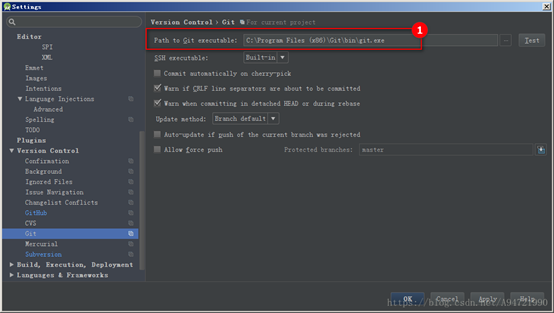 Settings
Editor
SPI
XML
Emmet
Images
Intentions
Language Injections
Advanced
Spelling
TODO
Plugins
Version Control
Confirmation
Background
Ignored Files
Issue Navigation
Changelist Conflicts
GitHub
CVS
Git
Mercurial
Subversion
Build, Execution, Deployment
Languages & Frameworks
Version Control › Git For current project
1
Path to Git executable: C:\Program Files (x86)\Git\bin\git.exe ... Test
SSH executable: Built-in
Commit automatically on cherry-pick
Warn if CRLF line separators are about to be committed
Warn when committing in detached HEAD or during rebase
Update method: Branch default
Auto-update if push of the current branch was rejected
Allow force push Protected branches: master
OK Cancel Apply Help
https://blog.csdn.net/A94721990